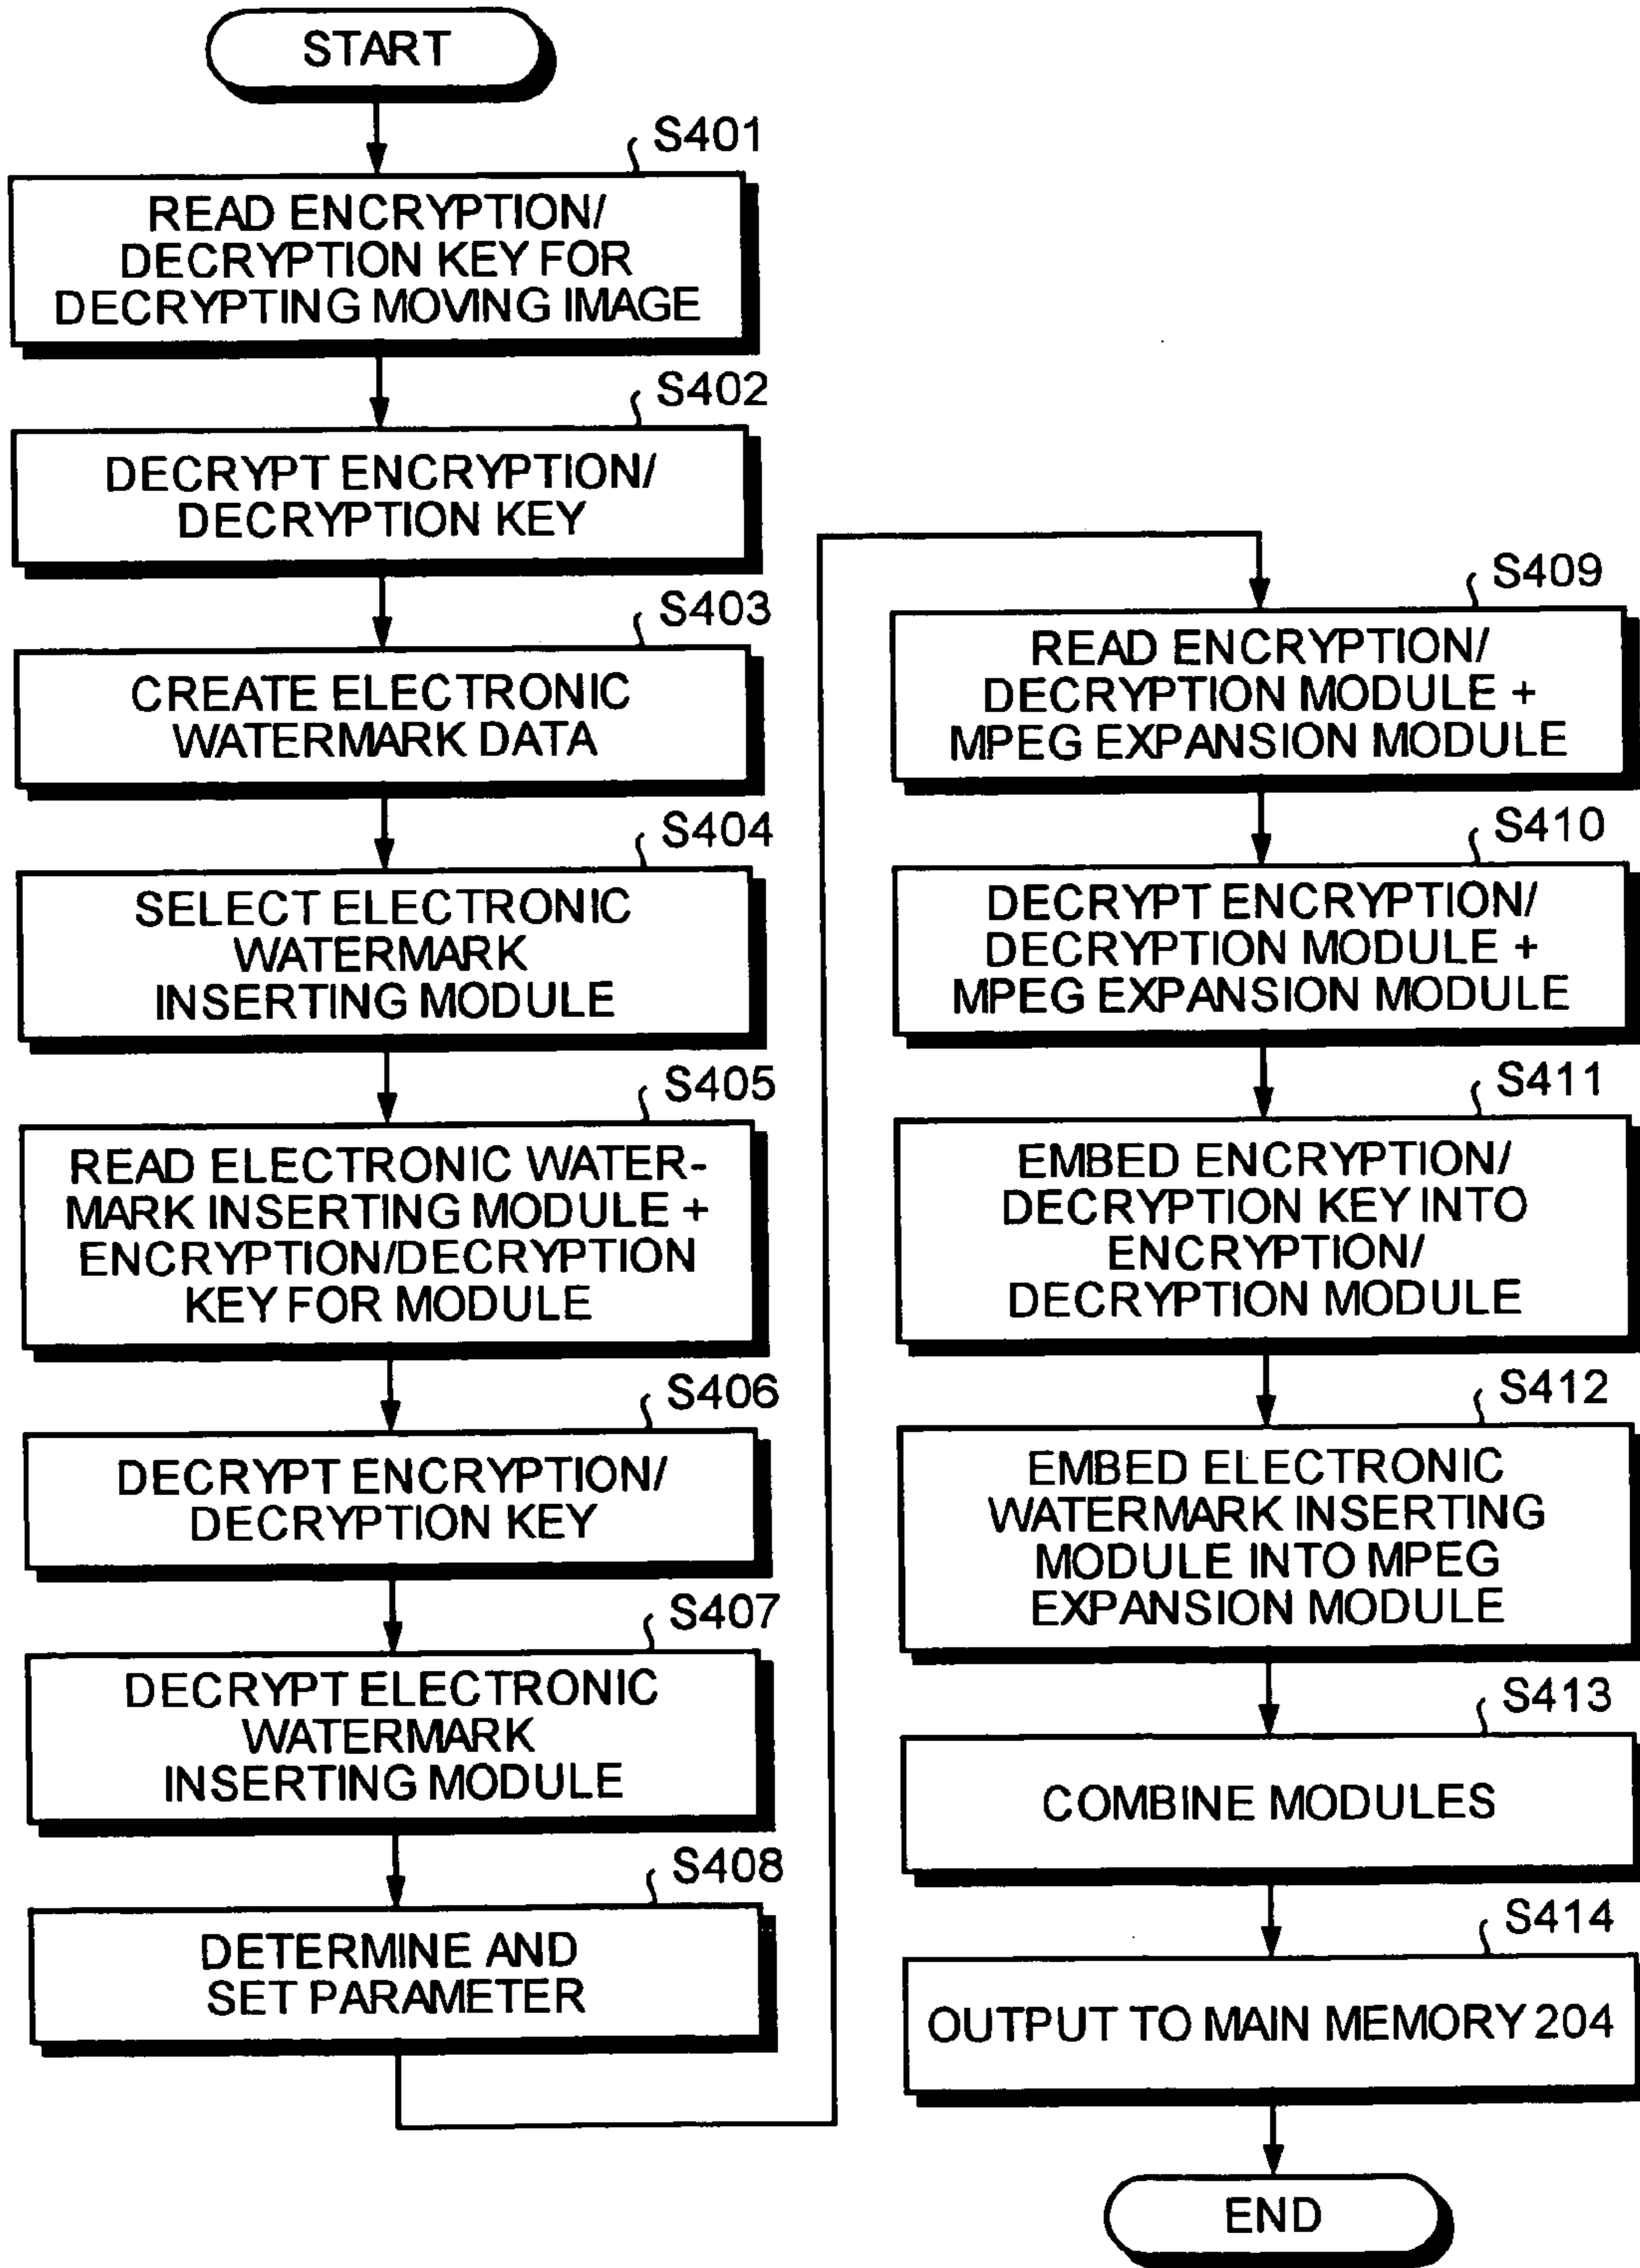 START
S401
READ ENCRYPTION/
DECRYPTION KEY FOR
DECRYPTING MOVING IMAGE
S402
DECRYPT ENCRYPTION/
DECRYPTION KEY
S403
CREATE ELECTRONIC
WATERMARK DATA
S404
SELECT ELECTRONIC
WATERMARK
INSERTING MODULE
S405
READ ELECTRONIC WATER-
MARK INSERTING MODULE +
ENCRYPTION/DECRYPTION
KEY FOR MODULE
S406
DECRYPT ENCRYPTION/
DECRYPTION KEY
S407
DECRYPT ELECTRONIC
WATERMARK
INSERTING MODULE
S408
DETERMINE AND
SET PARAMETER
S409
READ ENCRYPTION/
DECRYPTION MODULE +
MPEG EXPANSION MODULE
S410
DECRYPT ENCRYPTION/
DECRYPTION MODULE +
MPEG EXPANSION MODULE
S411
EMBED ENCRYPTION/
DECRYPTION KEY INTO
ENCRYPTION/
DECRYPTION MODULE
S412
EMBED ELECTRONIC
WATERMARK INSERTING
MODULE INTO MPEG
EXPANSION MODULE
S413
COMBINE MODULES
S414
OUTPUT TO MAIN MEMORY 204
END